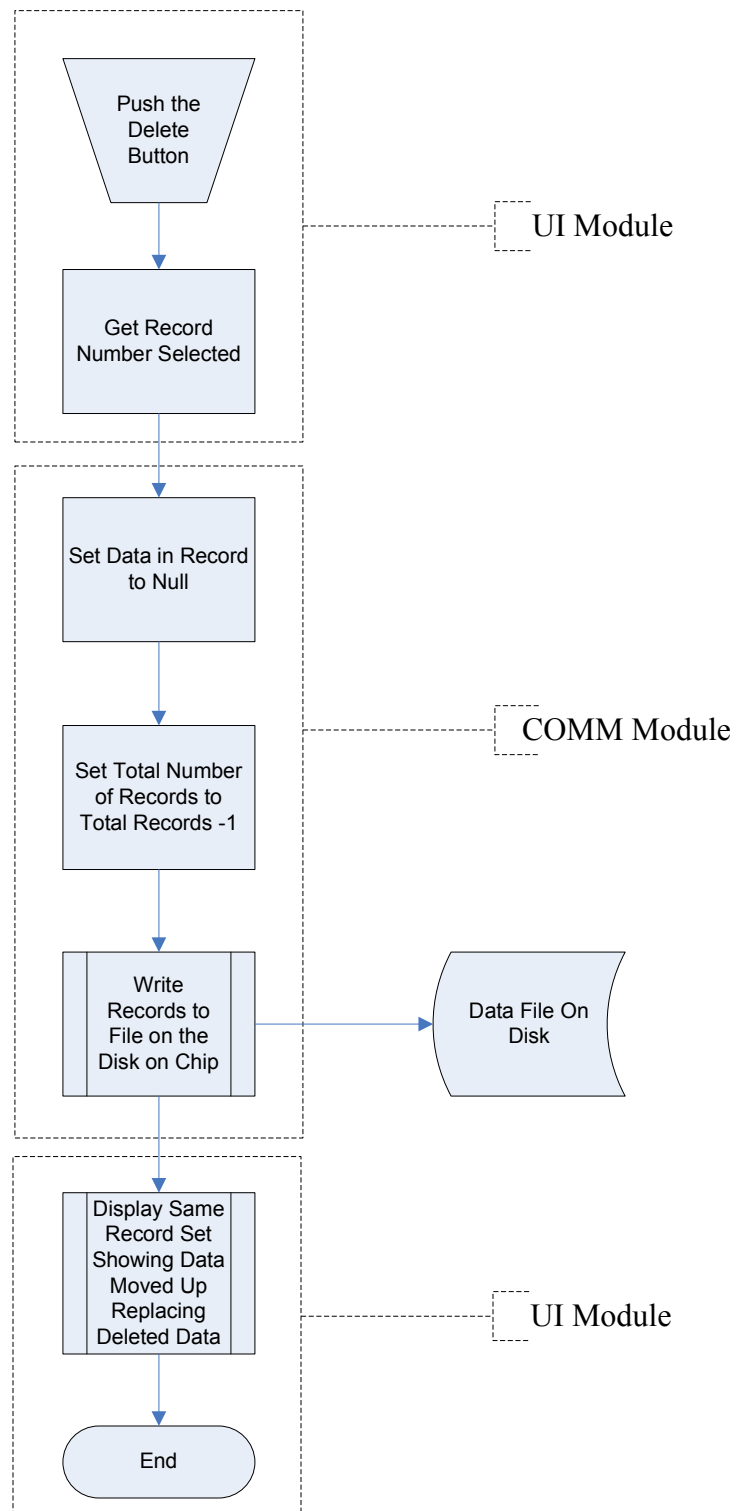 Push the
Delete
Button
UI Module
Get Record
Number Selected
Set Data in Record
to Null
COMM Module
Set Total Number
of Records to
Total Records -1
Write
Records to
File on the
Disk on Chip
Data File On
Disk
Display Same
Record Set
Showing Data
Moved Up
Replacing
Deleted Data
UI Module
End